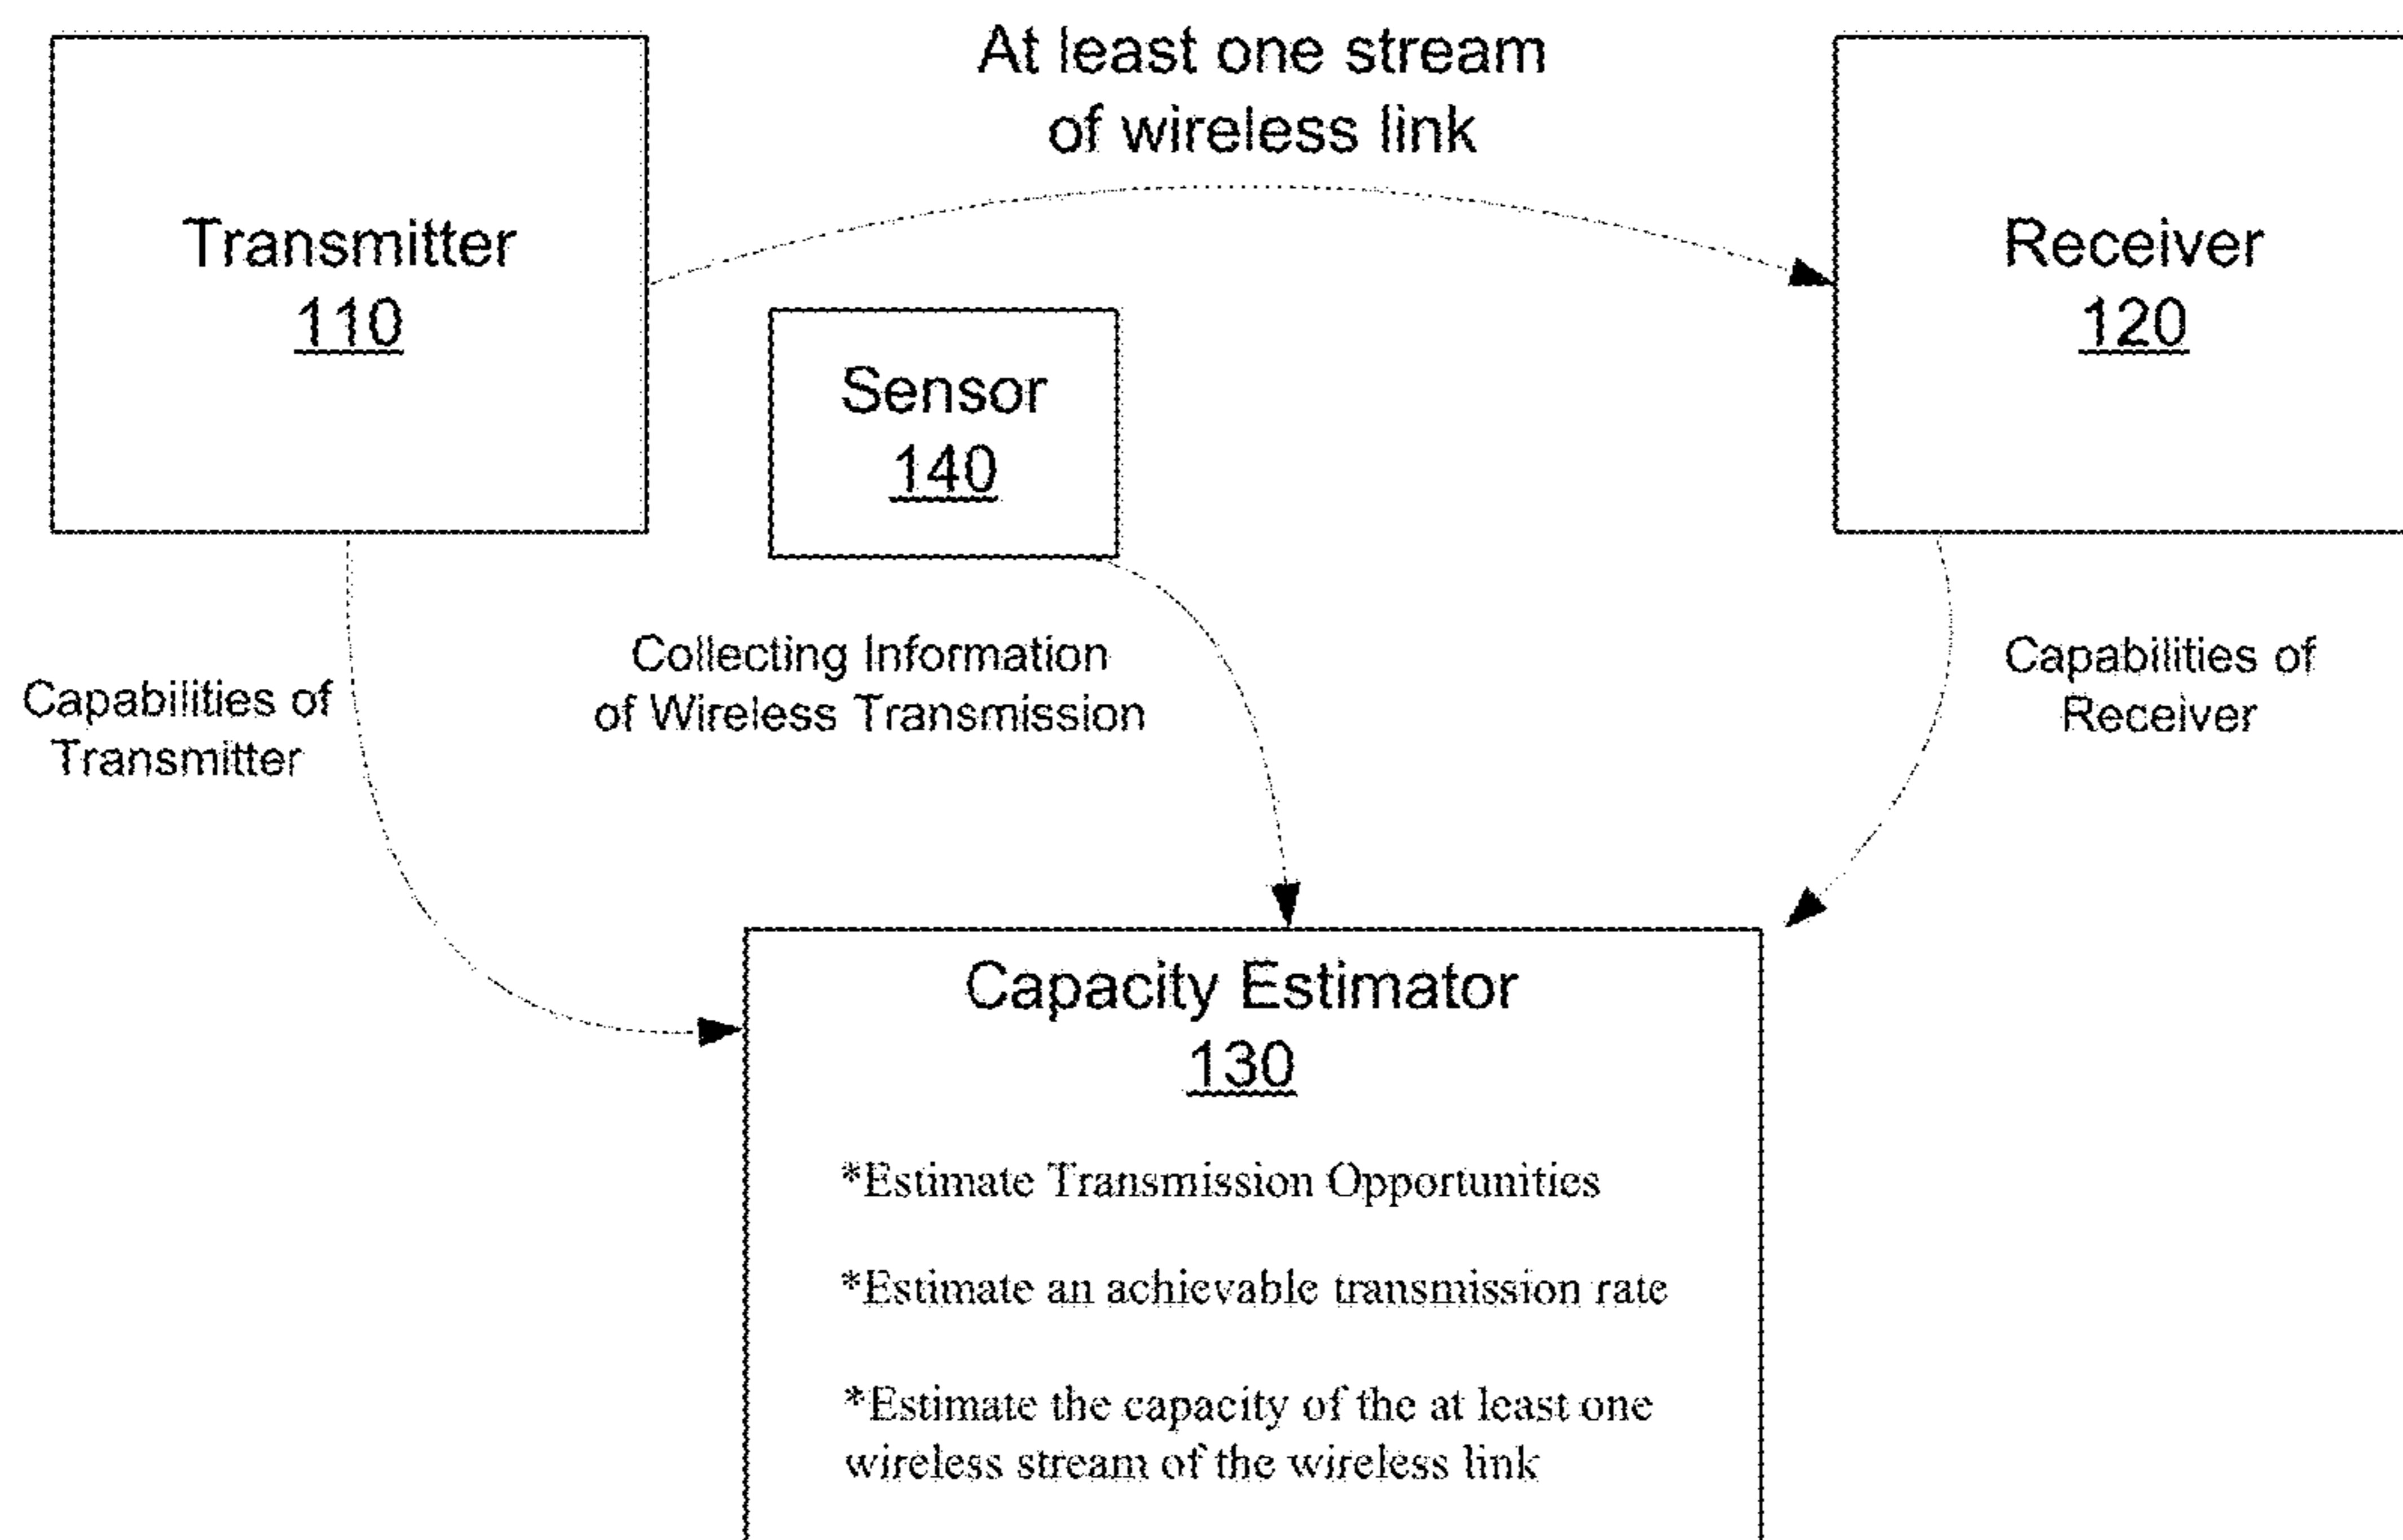 At least one stream
of wireless link
Transmitter
110
Receiver
120
Sensor
140
Capabilities of
Transmitter
Collecting Information
of Wireless Transmission
Capabilities of
Receiver
Capacity Estimator
130
*Estimate Transmission Opportunities
*Estimate an achievable transmission rate
*Estimate the capacity of the at least one
wireless stream of the wireless link